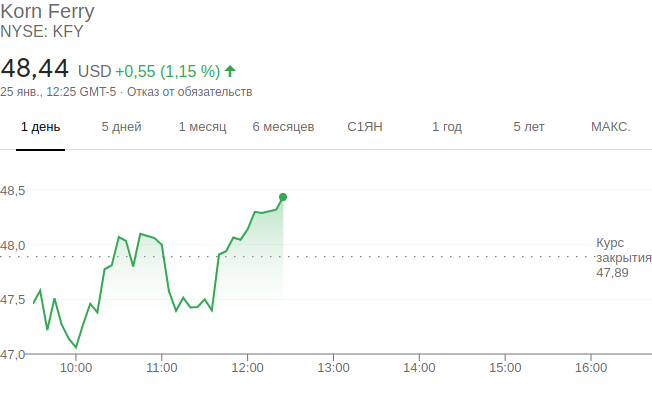 Korn Ferry
NYSE: KFY
48,44 USD +0,55 (1,15 %)
25 янв., 12:25 GMT-5 · Отказ от обязательств
1 день 5 дней 1 месяц 6 месяцев С1ЯН 1 год 5 лет МАКС.
48,5
48,0
Курс
закрытия
47,89
47,5
47,0
10:00 11:00 12:00 13:00 14:00 15:00 16:00